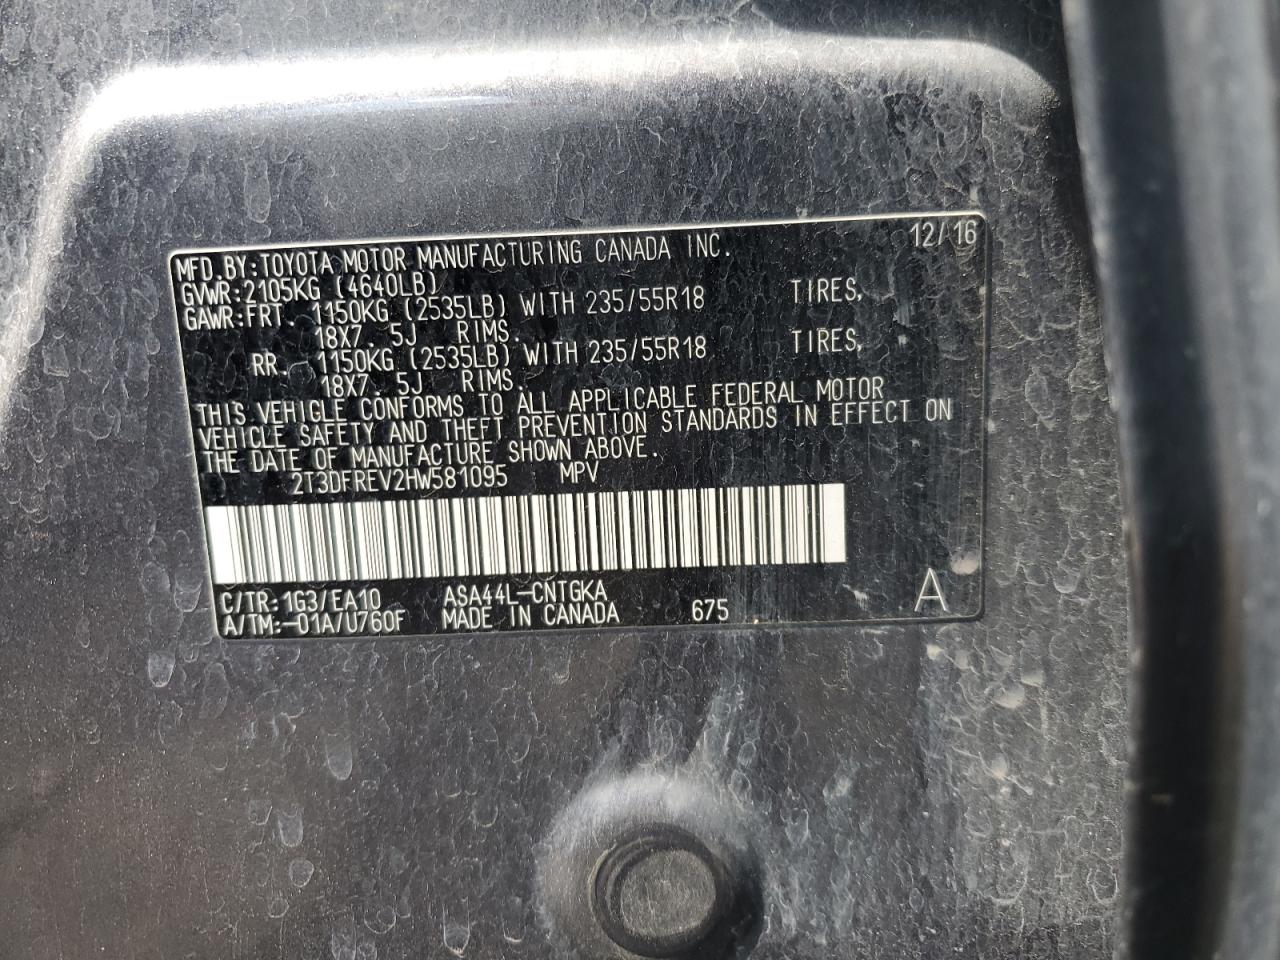 12/16
MFD.BY:TOYOTA MOTOR MANUFACTURING CANADA INC.
GVWR:2105KG (4640LB)
GAWR:FRT. 1150KG (2535LB) WITH 235/55R18 TIRES,
18X7. 5J RIMS.
RR. 1150KG (2535LB) WITH 235/55R18 TIRES,
18X7. 5J RIMS.
THIS VEHICLE CONFORMS TO ALL APPLICABLE FEDERAL MOTOR
VEHICLE SAFETY AND THEFT PREVENTION STANDARDS IN EFFECT ON
THE DATE OF MANUFACTURE SHOWN ABOVE.
2T3DFREV2HW581095 MPV
C/TR:1G3/EA10 ASA44L-CNTGKA
A/TM:-01A/U760F MADE IN CANADA 675 A